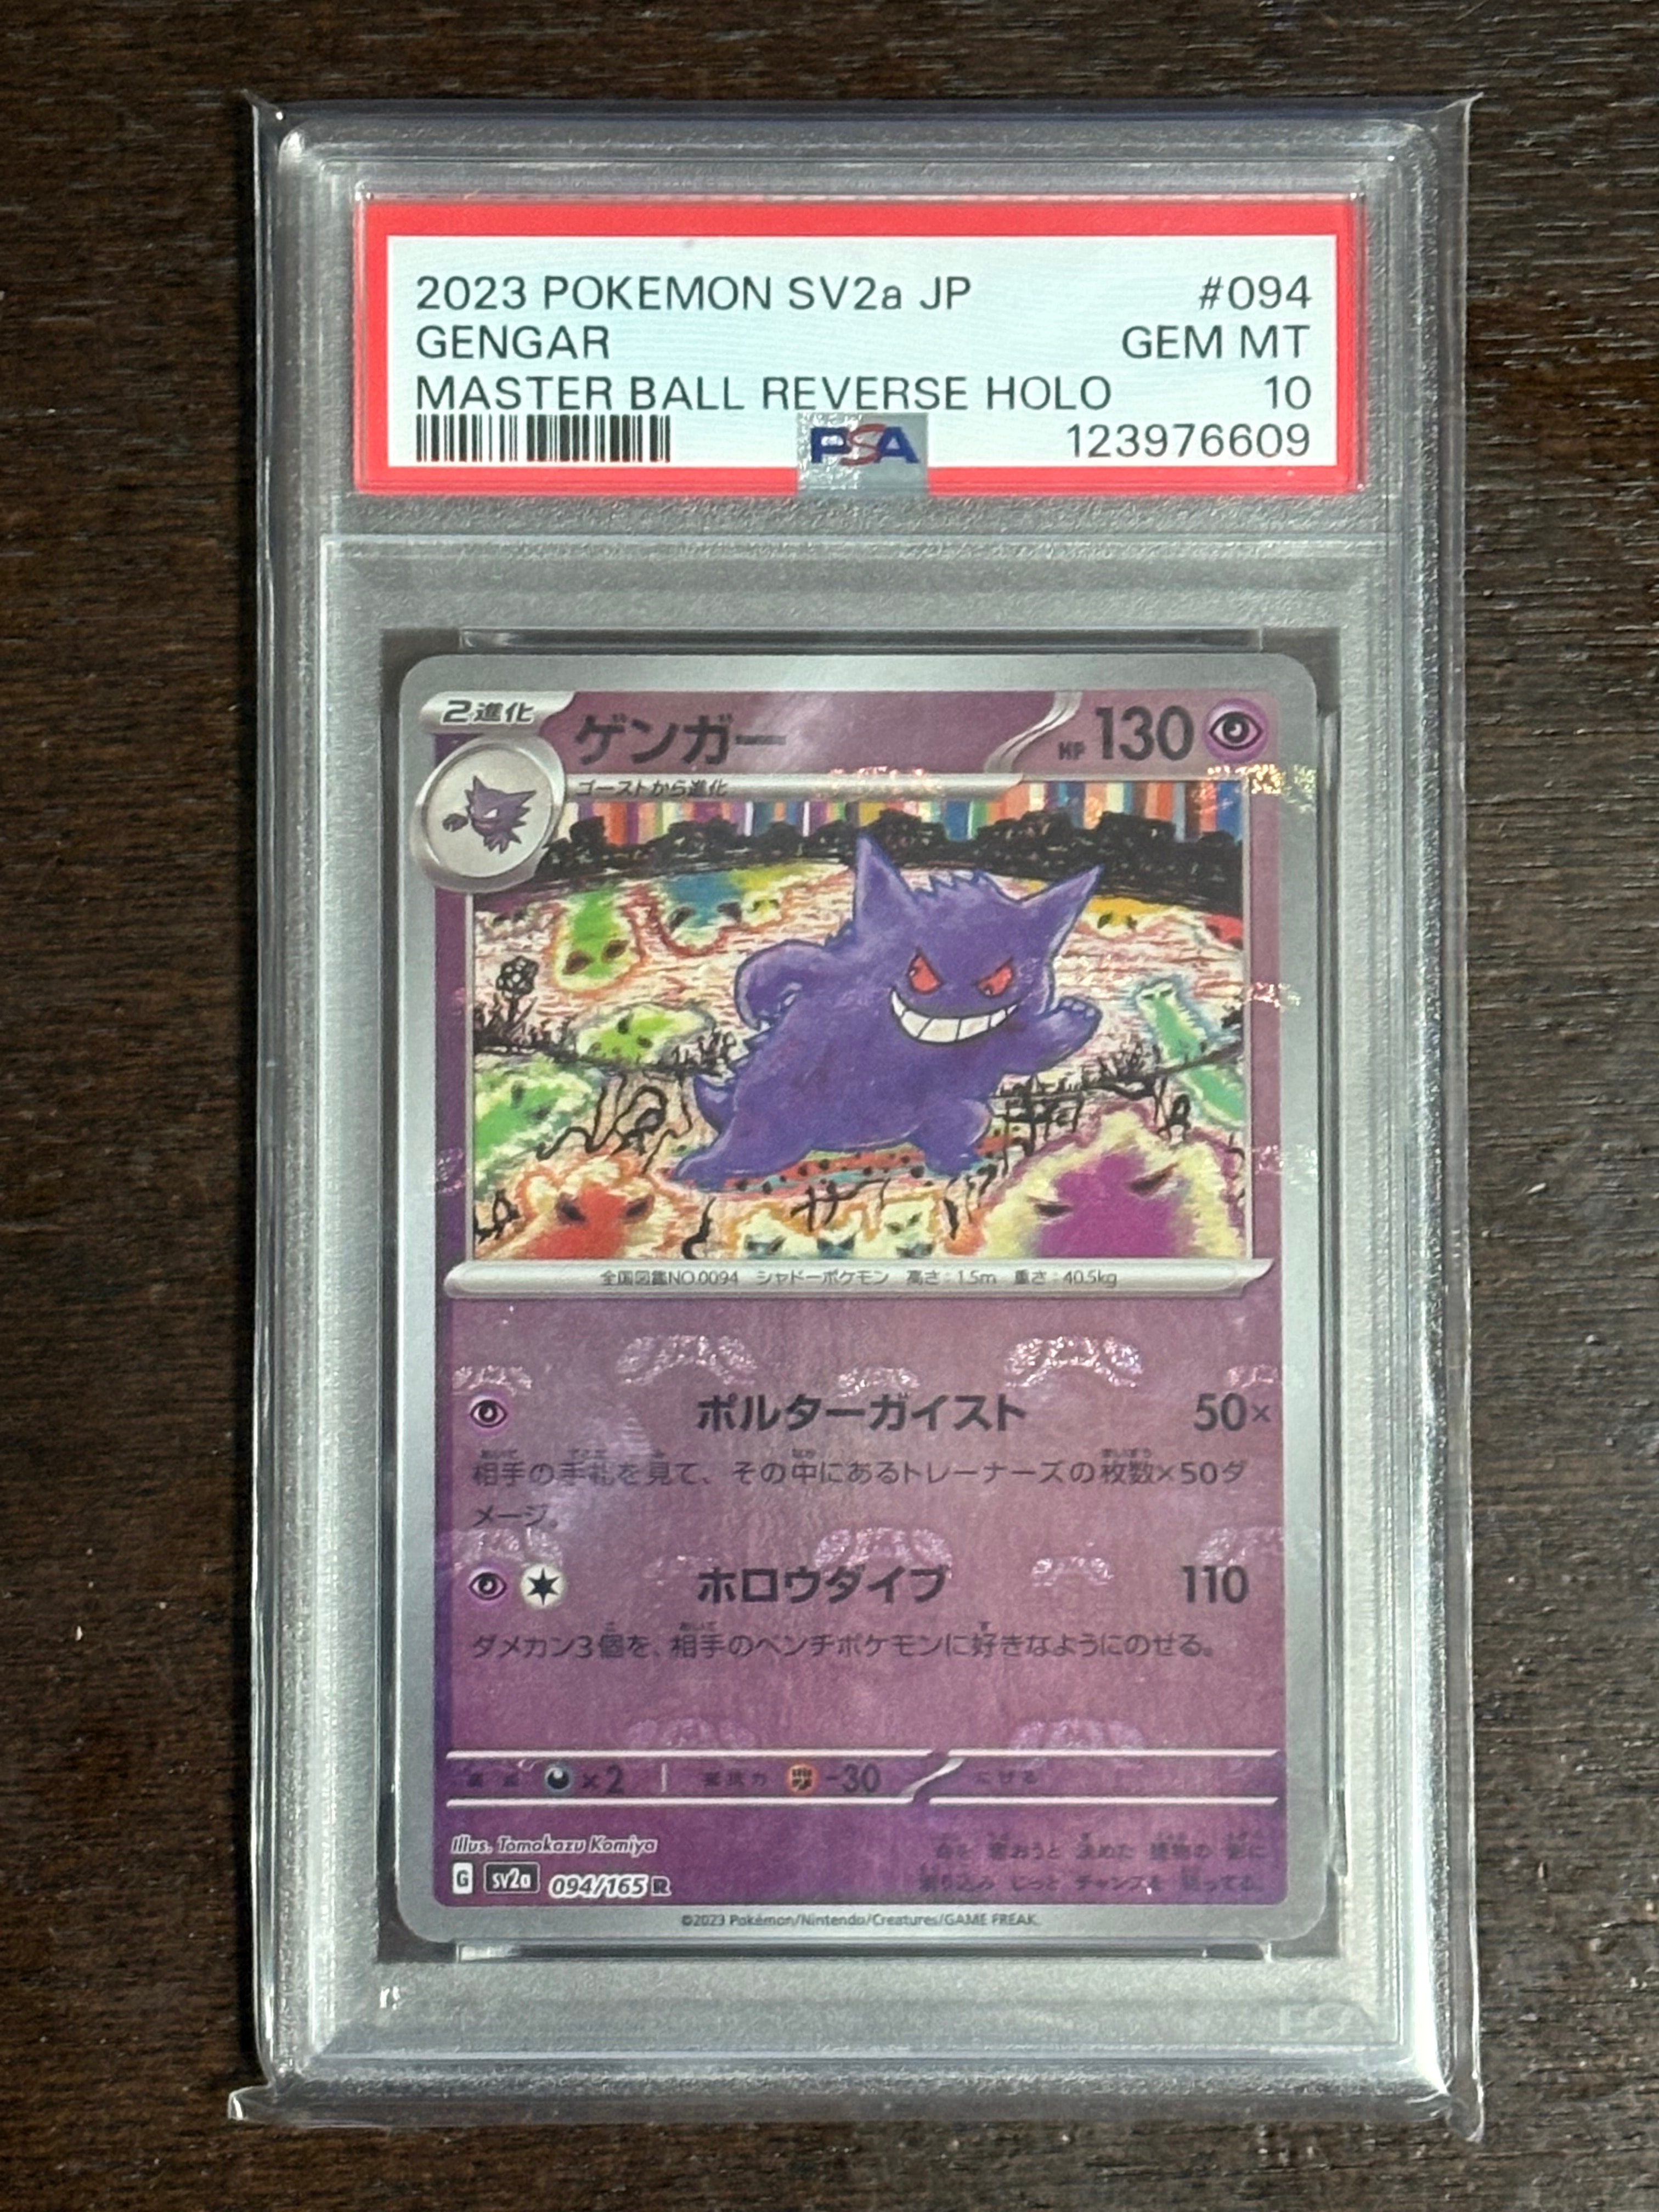 2023 POKEMON SV2a JP #094
GENGAR GEM MT
MASTER BALL REVERSE HOLO 10
PSA 123976609
2進化 ゲンガー HP 130
ゴーストから進化
全国図鑑NO.0094 シャドーポケモン 高さ：1.5m 重さ：40.5kg
ポルターガイスト 50×
相手の手札を見て、その中にあるトレーナーズの枚数×50ダ
メージ。
ホロウダイブ 110
ダメカン3個を、相手のベンチポケモンに好きなようにのせる。
×2 抵抗力 -30 にげる
Illus. Tomokazu Komiya
G sv2a 094/165 R
©2023 Pokémon/Nintendo/Creatures/GAME FREAK.